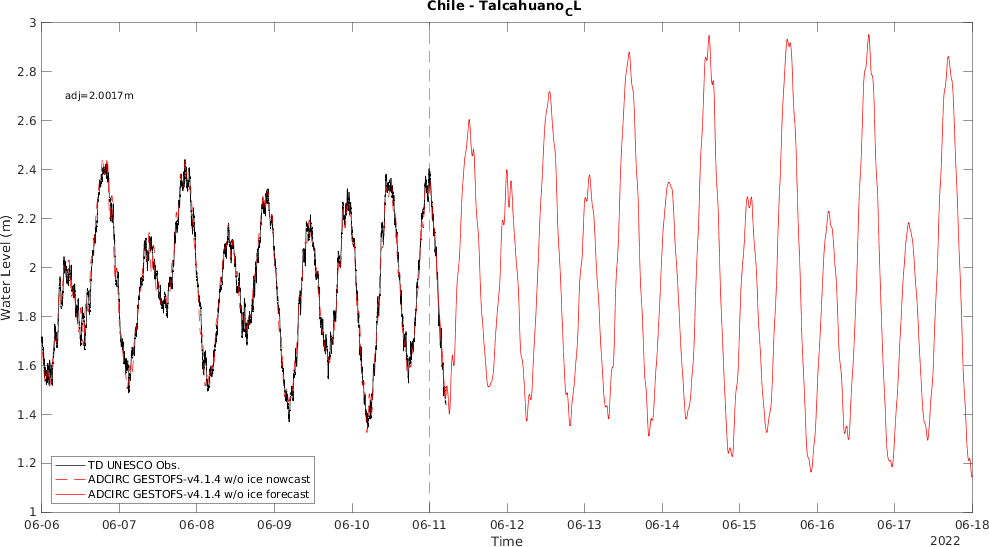 Chile - Talcahuano_CL
3
2.8
adj=2.0017m
2.6
2.4
2.2
Water Level (m)
2
1.8
1.6
1.4
1.2
1
TD UNESCO Obs.
ADCIRC GESTOFS-v4.1.4 w/o ice nowcast
ADCIRC GESTOFS-v4.1.4 w/o ice forecast
06-06 06-07 06-08 06-09 06-10 06-11 06-12 06-13 06-14 06-15 06-16 06-17 06-18
Time
2022